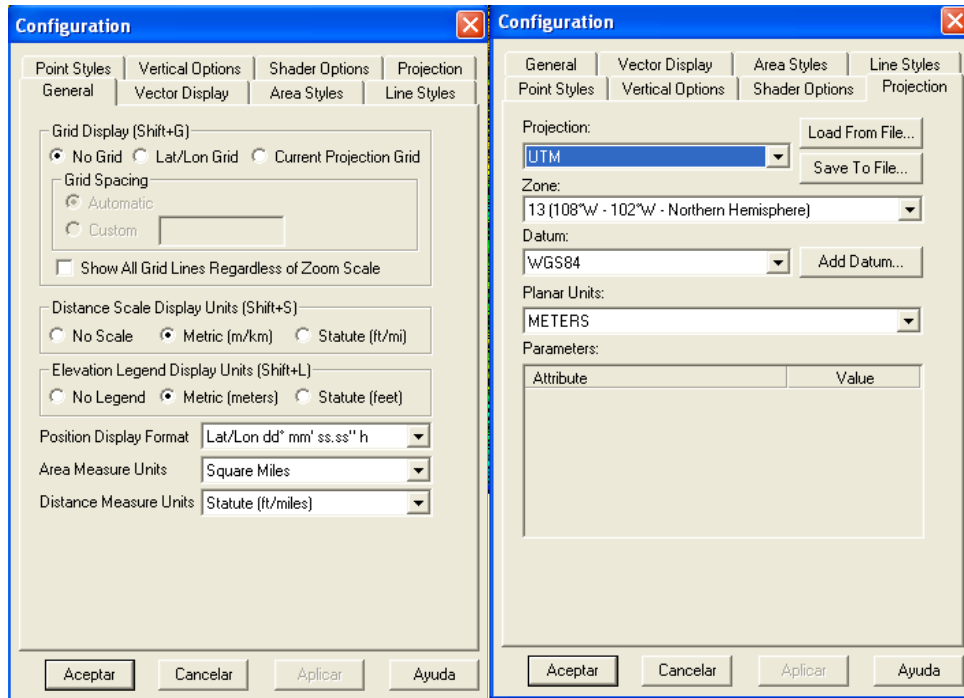 Configuration
Point Styles Vertical Options Shader Options Projection
General Vector Display Area Styles Line Styles
Grid Display (Shift+G)
No Grid Lat/Lon Grid Current Projection Grid
Grid Spacing
Automatic
Custom
Show All Grid Lines Regardless of Zoom Scale
Distance Scale Display Units (Shift+S)
No Scale Metric (m/km) Statute (ft/mi)
Elevation Legend Display Units (Shift+L)
No Legend Metric (meters) Statute (feet)
Position Display Format Lat/Lon dd° mm' ss.ss'' h
Area Measure Units Square Miles
Distance Measure Units Statute (ft/miles)
Aceptar Cancelar Aplicar Ayuda
Configuration
General Vector Display Area Styles Line Styles
Point Styles Vertical Options Shader Options Projection
Projection:
Load From File...
UTM
Save To File...
Zone:
13 (108°W - 102°W - Northern Hemisphere)
Datum:
WGS84 Add Datum...
Planar Units:
METERS
Parameters:
Attribute Value
Aceptar Cancelar Aplicar Ayuda